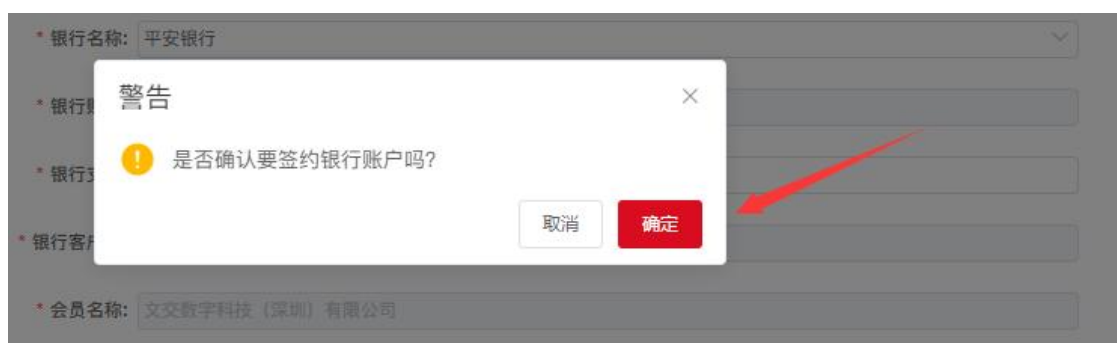 * 银行名称: 平安银行
警告
* 银行
是否确认要签约银行账户吗?
* 银行
取消 确定
* 银行客
* 会员名称: 文交数字科技（深圳）有限公司